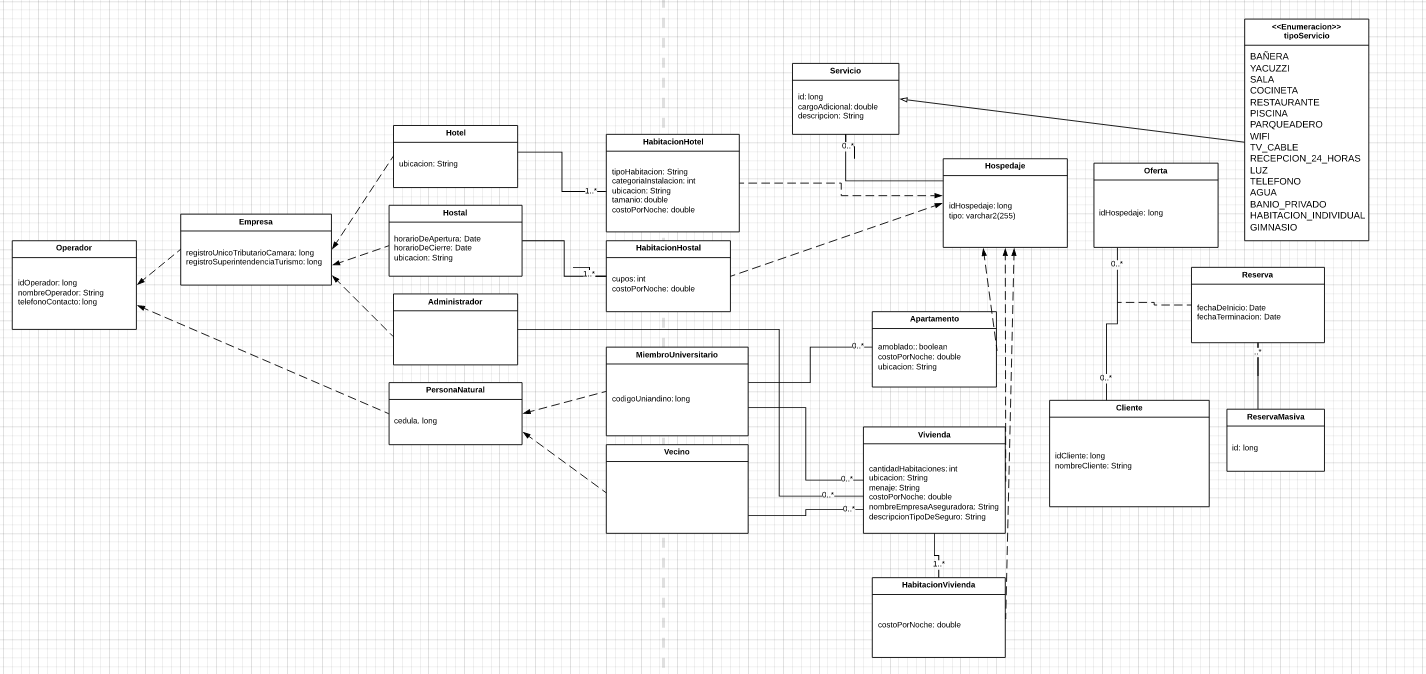 <<Enumeracion>>
tipoServicio
BAÑERA
YACUZZI
SALA
COCINETA
RESTAURANTE
PISCINA
PARQUEADERO
WIFI
TV_CABLE
RECEPCION_24_HORAS
LUZ
TELEFONO
AGUA
BANIO_PRIVADO
HABITACION_INDIVIDUAL
GIMNASIO
Servicio
id: long
cargoAdicional: double
descripcion: String
0..*
Hotel
ubicacion: String
1..*
HabitacionHotel
tipoHabitacion: String
categoriaInstalacion: int
ubicacion: String
tamanio: double
costoPorNoche: double
Hospedaje
idHospedaje: long
tipo: varchar2(255)
Oferta
idHospedaje: long
0..*
0..*
Empresa
registroUnicoTributarioCamara: long
registroSuperintendenciaTurismo: long
Hostal
horarioDeApertura: Date
horarioDeCierre: Date
ubicacion: String
1..*
HabitacionHostal
cupos: int
costoPorNoche: double
Operador
idOperador: long
nombreOperador: String
telefonoContacto: long
Reserva
fechaDeInicio: Date
fechaTerminacion: Date
..*
Administrador
Apartamento
amoblado:: boolean
costoPorNoche: double
ubicacion: String
0..*
MiembroUniversitario
codigoUniandino: long
PersonaNatural
cedula. long
Cliente
idCliente: long
nombreCliente: String
ReservaMasiva
id: long
Vecino
Vivienda
cantidadHabitaciones: int
ubicacion: String
menaje: String
costoPorNoche: double
nombreEmpresaAseguradora: String
descripcionTipoDeSeguro: String
0..*
0..*
0..*
1..*
HabitacionVivienda
costoPorNoche: double